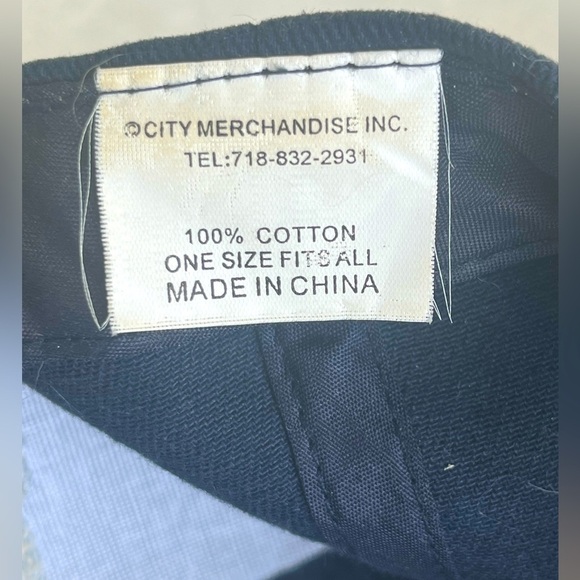 ©CITY MERCHANDISE INC.
TEL:718-832-2931
100% COTTON
ONE SIZE FITS ALL
MADE IN CHINA